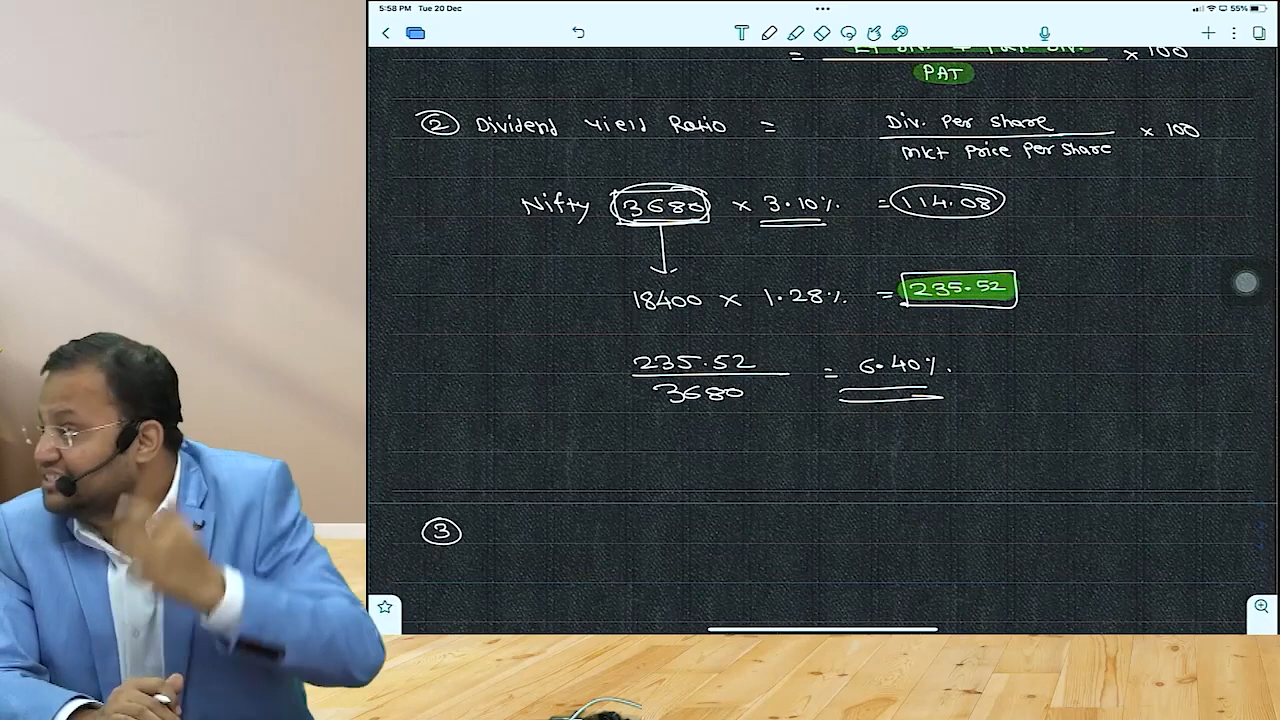 5:58 PM Tue 20 Dec
55%
= × 100
PAT
② Dividend Yield Ratio = Div. Per Share × 100
Mkt Price Per Share
Nifty 3680 × 3.10% = 114.08
18400 × 1.28% = 235.52
235.52 = 6.40%
3680
③